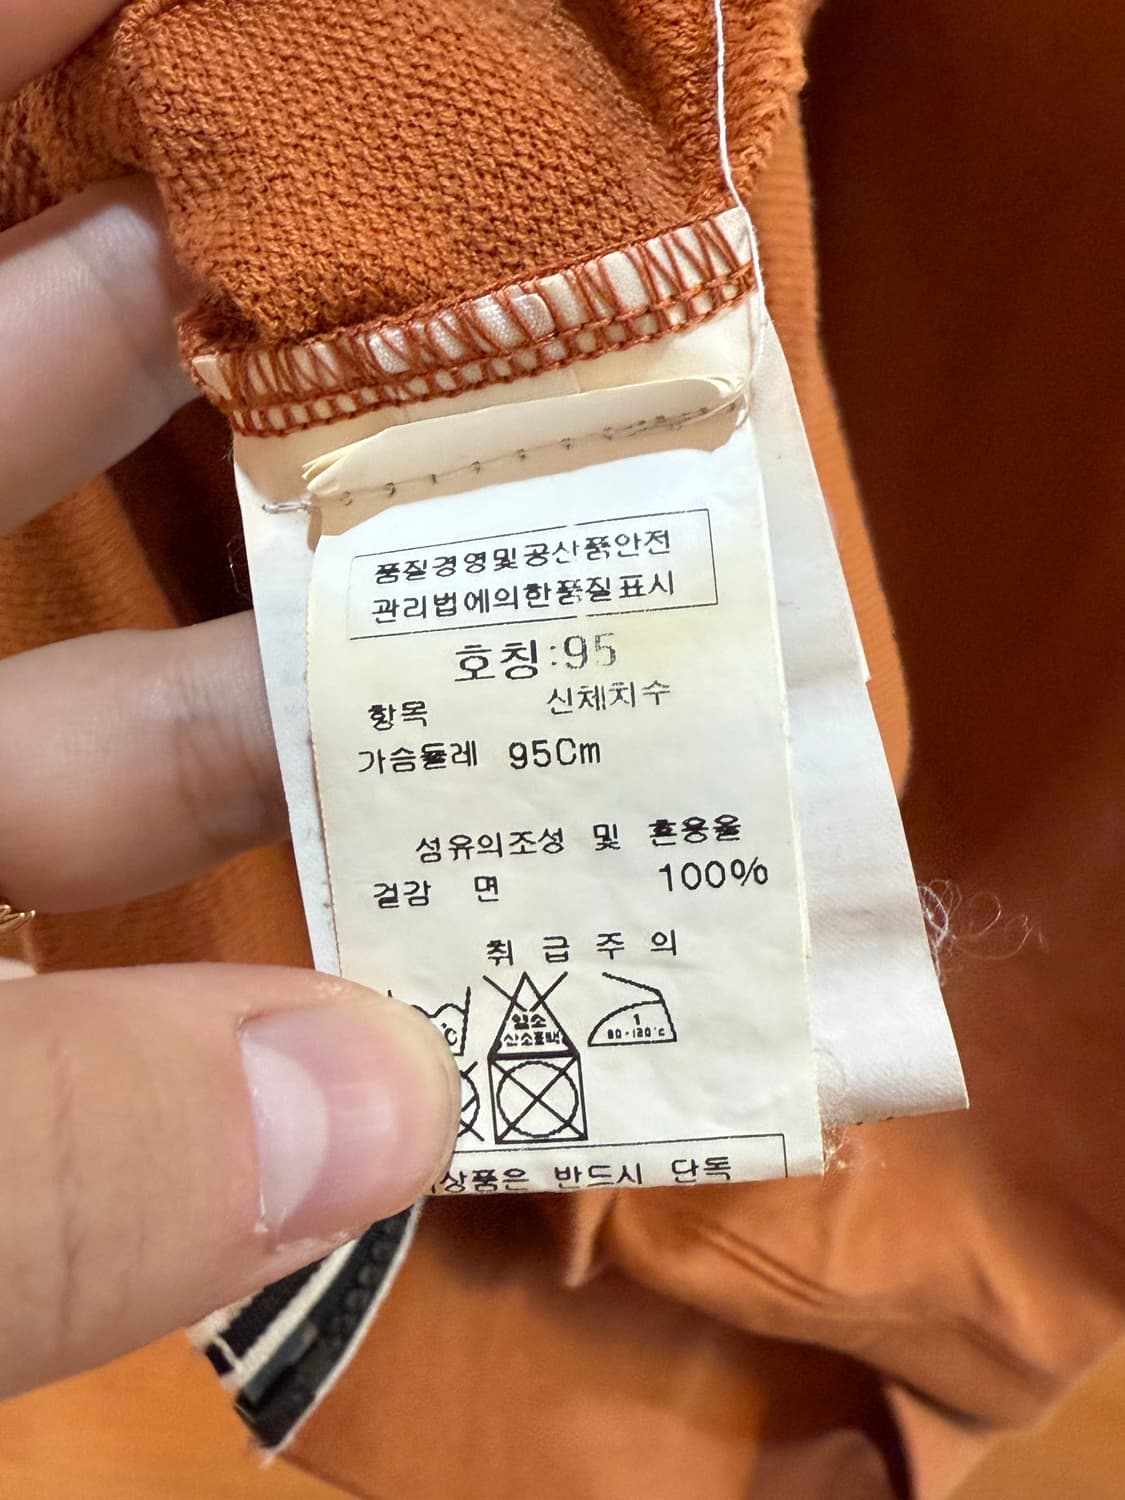 품질경영및공산품안전
관리법에의한품질표시
호칭:95
항목 신체치수
가슴둘레 95Cm
섬유의조성 및 혼용율
겉감 면 100%
취 급 주 의
염소
산소표백
1
80-120°C
상품은 반드시 단독